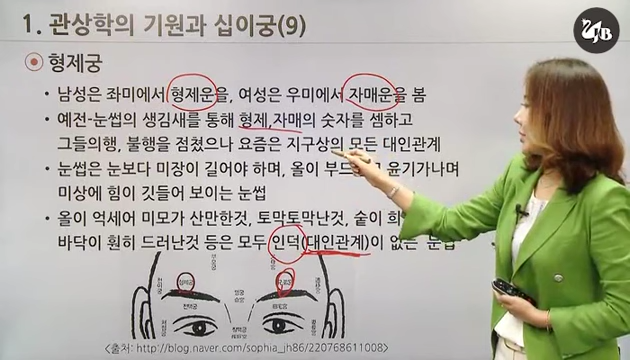 1. 관상학의 기원과 십이궁(9)
형제궁
남성은 좌미에서 형제운을, 여성은 우미에서 자매운을 봄
예전-눈썹의 생김새를 통해 형제,자매의 숫자를 셈하고
그들의행, 불행을 점쳤으나 요즘은 지구상의 모든 대인관계
눈썹은 눈보다 미장이 길어야 하며, 올이 부드 고 윤기가나며
미상에 힘이 깃들어 보이는 눈썹
올이 억세어 미모가 산만한것, 토막토막난것, 숱이 희
바닥이 훤히 드러난것 등은 모두 인덕(대인관계)이 없는 눈썹
형제궁
<출처: http://blog.naver.com/sophia_jh86/220768611008>
B